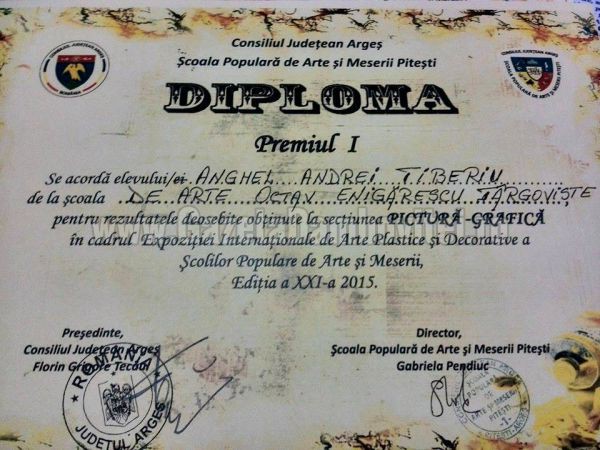 Consiliul Județean Argeș
Școala Populară de Arte și Meserii Pitești
DIPLOMA
Premiul I
Se acordă elevului/ei ANGHEL ANDREI TIBERIU
de la școala DE ARTE OCTAV ENIGĂRESCU TÂRGOVIȘTE
pentru rezultatele deosebite obținute la secțiunea PICTURĂ-GRAFICĂ
în cadrul Expoziției Internaționale de Arte Plastice și Decorative a
Școlilor Populare de Arte și Meserii,
Ediția a XXI-a 2015.
Președinte,
Consiliul Județean Argeș
Florin Grigore Tecău
ROMÂNIA
JUDEȚUL ARGEȘ
Director,
Școala Populară de Arte și Meserii Pitești
Gabriela Pendiuc